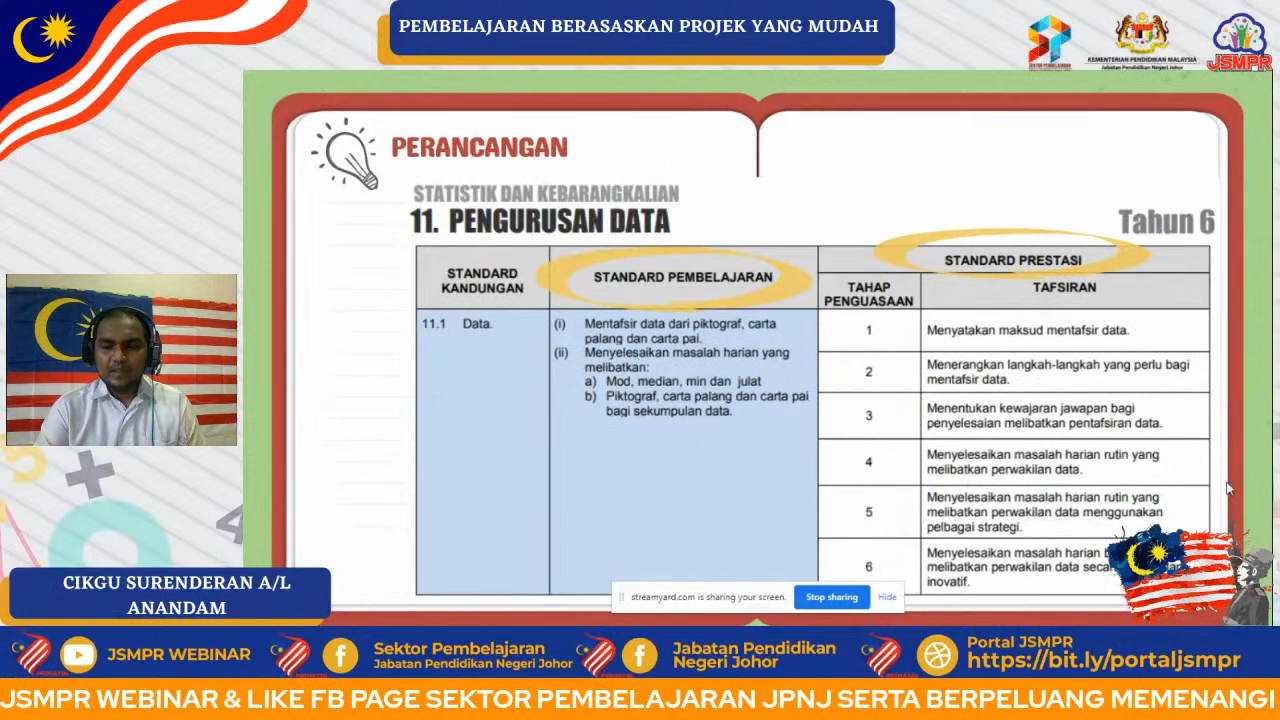 PEMBELAJARAN BERASASKAN PROJEK YANG MUDAH
KEMENTERIAN PENDIDIKAN MALAYSIA
Jabatan Pendidikan Negeri Johor
JSMPR
PERANCANGAN
STATISTIK DAN KEBARANGKALIAN
11. PENGURUSAN DATA
Tahun 6
STANDARD
KANDUNGAN
STANDARD PEMBELAJARAN
STANDARD PRESTASI
TAHAP
PENGUASAAN
TAFSIRAN
11.1 Data.
(i) Mentafsir data dari piktograf, carta
palang dan carta pai.
(ii) Menyelesaikan masalah harian yang
melibatkan:
a) Mod, median, min dan julat
b) Piktograf, carta palang dan carta pai
bagi sekumpulan data.
1 Menyatakan maksud mentafsir data.
2 Menerangkan langkah-langkah yang perlu bagi
mentafsir data.
3 Menentukan kewajaran jawapan bagi
penyelesaian melibatkan pentafsiran data.
4 Menyelesaikan masalah harian rutin yang
melibatkan perwakilan data.
5 Menyelesaikan masalah harian rutin yang
melibatkan perwakilan data menggunakan
pelbagai strategi.
6 Menyelesaikan masalah harian
melibatkan perwakilan data
inovatif.
streamyard.com is sharing your screen.
Stop sharing
Hide
CIKGU SURENDERAN A/L
ANANDAM
JSMPR WEBINAR
Sektor Pembelajaran
Jabatan Pendidikan Negeri Johor
Jabatan Pendidikan
Negeri Johor
Portal JSMPR
https://bit.ly/portaljsmpr
JSMPR WEBINAR & LIKE FB PAGE SEKTOR PEMBELAJARAN JPNJ SERTA BERPELUANG MEMENANGI